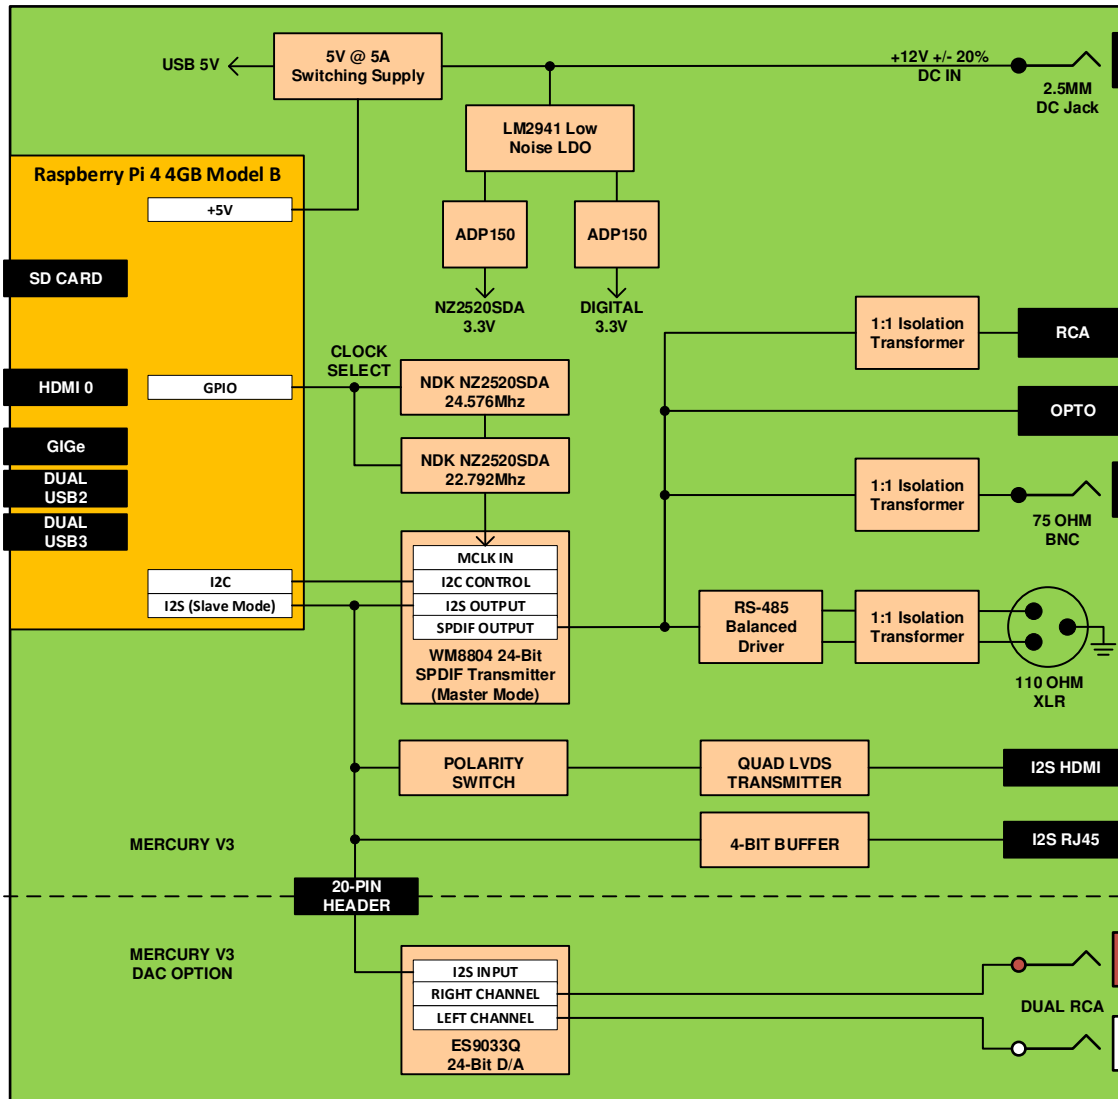 USB 5V
5V @ 5A
Switching Supply
+12V +/- 20%
DC IN
2.5MM
DC Jack
LM2941 Low
Noise LDO
Raspberry Pi 4 4GB Model B
+5V
ADP150
ADP150
SD CARD
NZ2520SDA
3.3V
DIGITAL
3.3V
1:1 Isolation
Transformer
RCA
CLOCK
SELECT
HDMI 0
GPIO
NDK NZ2520SDA
24.576Mhz
OPTO
GIGe
NDK NZ2520SDA
22.792Mhz
DUAL
USB2
1:1 Isolation
Transformer
DUAL
USB3
75 OHM
BNC
MCLK IN
I2C
I2C CONTROL
I2S (Slave Mode)
I2S OUTPUT
SPDIF OUTPUT
RS-485
Balanced
Driver
1:1 Isolation
Transformer
WM8804 24-Bit
SPDIF Transmitter
(Master Mode)
110 OHM
XLR
POLARITY
SWITCH
QUAD LVDS
TRANSMITTER
I2S HDMI
MERCURY V3
4-BIT BUFFER
I2S RJ45
20-PIN
HEADER
MERCURY V3
DAC OPTION
I2S INPUT
RIGHT CHANNEL
LEFT CHANNEL
DUAL RCA
ES9033Q
24-Bit D/A